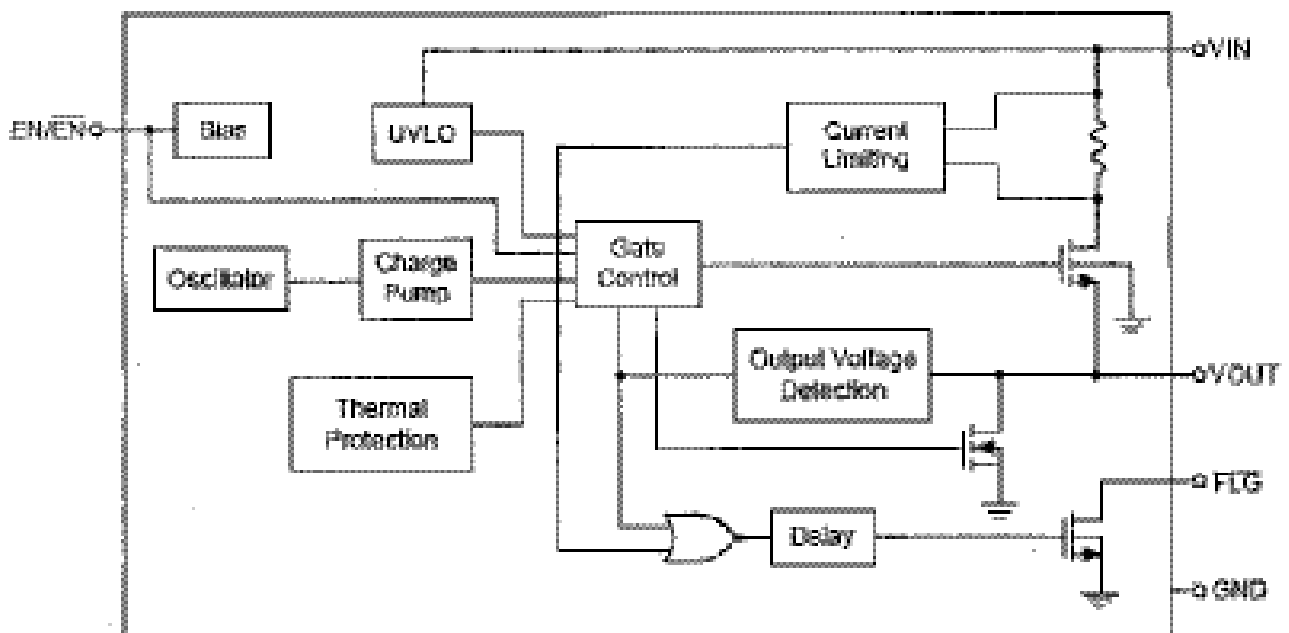 VIN
EN/EN
Bias
UVLO
Current
Limiting
Gate
Control
Oscillator
Charge
Pump
Output Voltage
Detection
VOUT
Thermal
Protection
FLG
Delay
GND